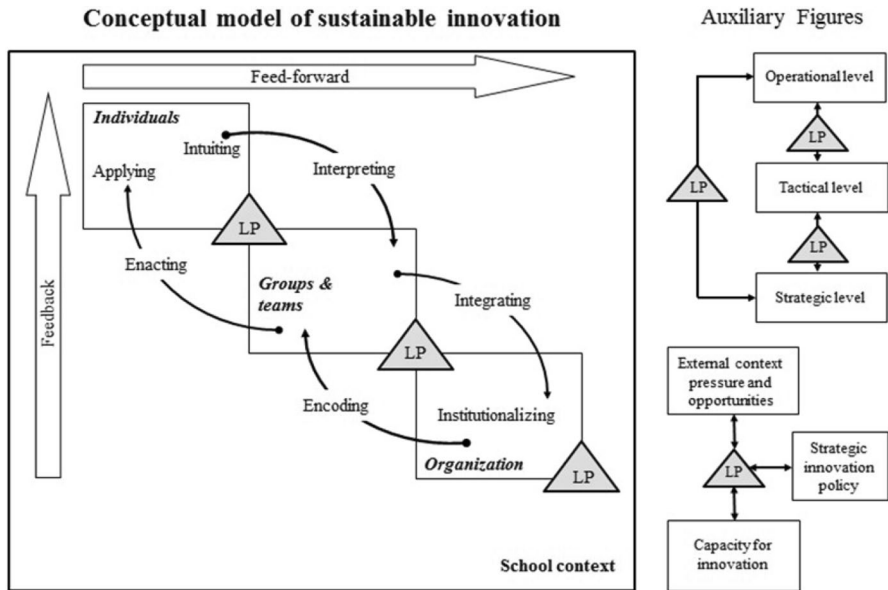 Conceptual model of sustainable innovation
Feed-forward
Feedback
Individuals
Intuiting
Applying
Interpreting
LP
Enacting
Groups &
teams
Integrating
LP
Encoding
Institutionalizing
Organization
LP
School context
Auxiliary Figures
Operational level
LP
LP
Tactical level
LP
Strategic level
External context
pressure and
opportunities
LP
Strategic
innovation
policy
Capacity for
innovation